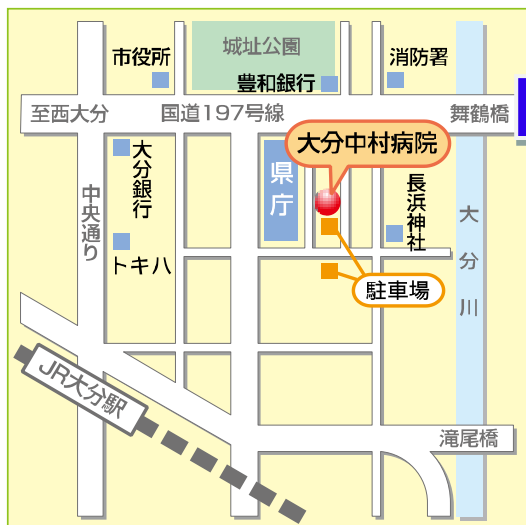 城址公園
市役所
消防署
豊和銀行
至西大分
国道197号線
舞鶴橋
大分中村病院
大分銀行
県庁
長浜神社
中央通り
大分川
トキハ
駐車場
JR大分駅
滝尾橋